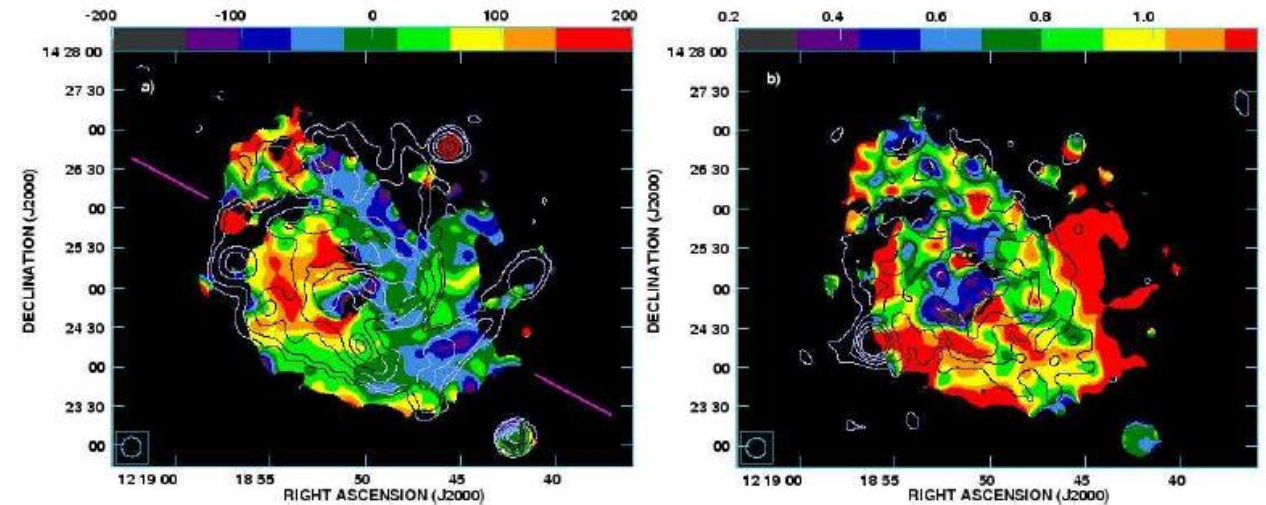 -200 -100 0 100 200
14 28 00
a)
27 30
00
26 30
00
25 30
00
24 30
00
23 30
00
12 19 00 18 55 50 45 40
RIGHT ASCENSION (J2000)
DECLINATION (J2000)
0.2 0.4 0.6 0.8 1.0
14 28 00
b)
27 30
00
26 30
00
25 30
00
24 30
00
23 30
00
12 19 00 18 55 50 45 40
RIGHT ASCENSION (J2000)
DECLINATION (J2000)